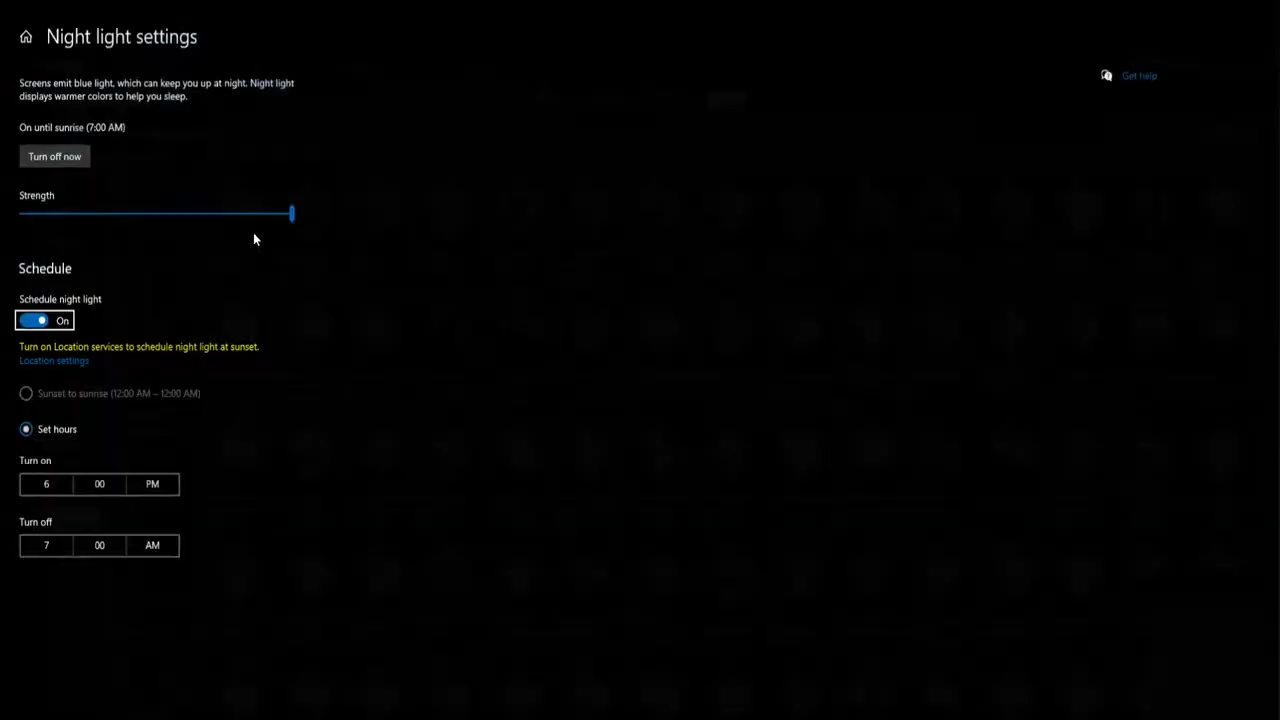 Night light settings
Screens emit blue light, which can keep you up at night. Night light
displays warmer colors to help you sleep.
Get help
On until sunrise (7:00 AM)
Turn off now
Strength
Schedule
Schedule night light
On
Turn on Location services to schedule night light at sunset.
Location settings
Sunset to sunrise (12:00 AM – 12:00 AM)
Set hours
Turn on
6 00 PM
Turn off
7 00 AM